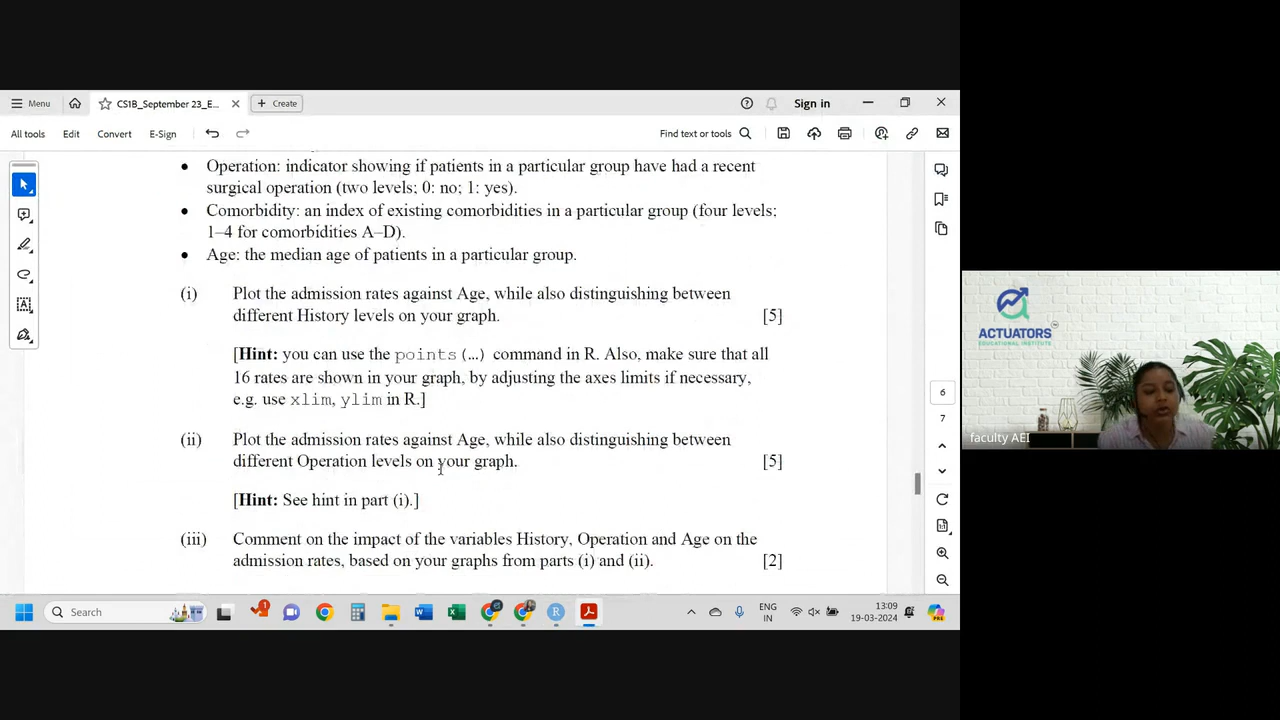 Menu
CS1B_September 23_E...
Create
Sign in
All tools
Edit
Convert
E-Sign
Find text or tools
• Operation: indicator showing if patients in a particular group have had a recent
surgical operation (two levels; 0: no; 1: yes).
• Comorbidity: an index of existing comorbidities in a particular group (four levels;
1–4 for comorbidities A–D).
• Age: the median age of patients in a particular group.
(i) Plot the admission rates against Age, while also distinguishing between
different History levels on your graph. [5]
[Hint: you can use the points(…) command in R. Also, make sure that all
16 rates are shown in your graph, by adjusting the axes limits if necessary,
e.g. use xlim, ylim in R.]
(ii) Plot the admission rates against Age, while also distinguishing between
different Operation levels on your graph. [5]
[Hint: See hint in part (i).]
(iii) Comment on the impact of the variables History, Operation and Age on the
admission rates, based on your graphs from parts (i) and (ii). [2]
6
7
ACTUATORS
EDUCATIONAL INSTITUTE
TM
faculty AEI
Search
ENG
IN
13:09
19-03-2024